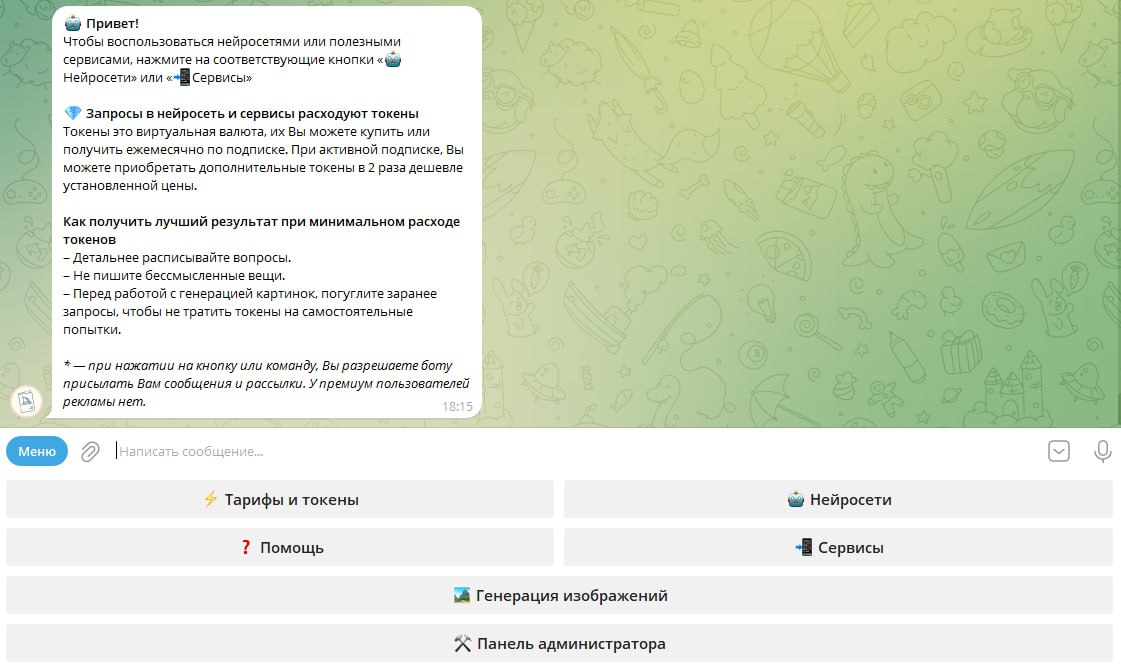 🤖 Привет!
Чтобы воспользоваться нейросетями или полезными
сервисами, нажмите на соответствующие кнопки «🤖
Нейросети» или «📲Сервисы»
💎 Запросы в нейросеть и сервисы расходуют токены
Токены это виртуальная валюта, их Вы можете купить или
получить ежемесячно по подписке. При активной подписке, Вы
можете приобретать дополнительные токены в 2 раза дешевле
установленной цены.
Как получить лучший результат при минимальном расходе
токенов
– Детальнее расписывайте вопросы.
– Не пишите бессмысленные вещи.
– Перед работой с генерацией картинок, погуглите заранее
запросы, чтобы не тратить токены на самостоятельные
попытки.
* — при нажатии на кнопку или команду, Вы разрешаете боту
присылать Вам сообщения и рассылки. У премиум пользователей
рекламы нет.
18:15
Меню
Написать сообщение...
⚡ Тарифы и токены
🤖 Нейросети
❓ Помощь
📲 Сервисы
🏞 Генерация изображений
⚒ Панель администратора